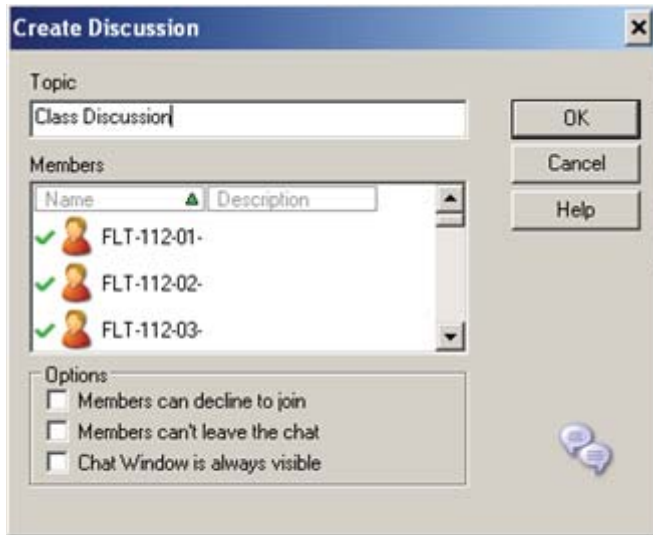 Create Discussion
Topic
Class Discussion
OK
Members
Cancel
Name Description
Help
FLT-112-01-
FLT-112-02-
FLT-112-03-
Options
Members can decline to join
Members can't leave the chat
Chat Window is always visible